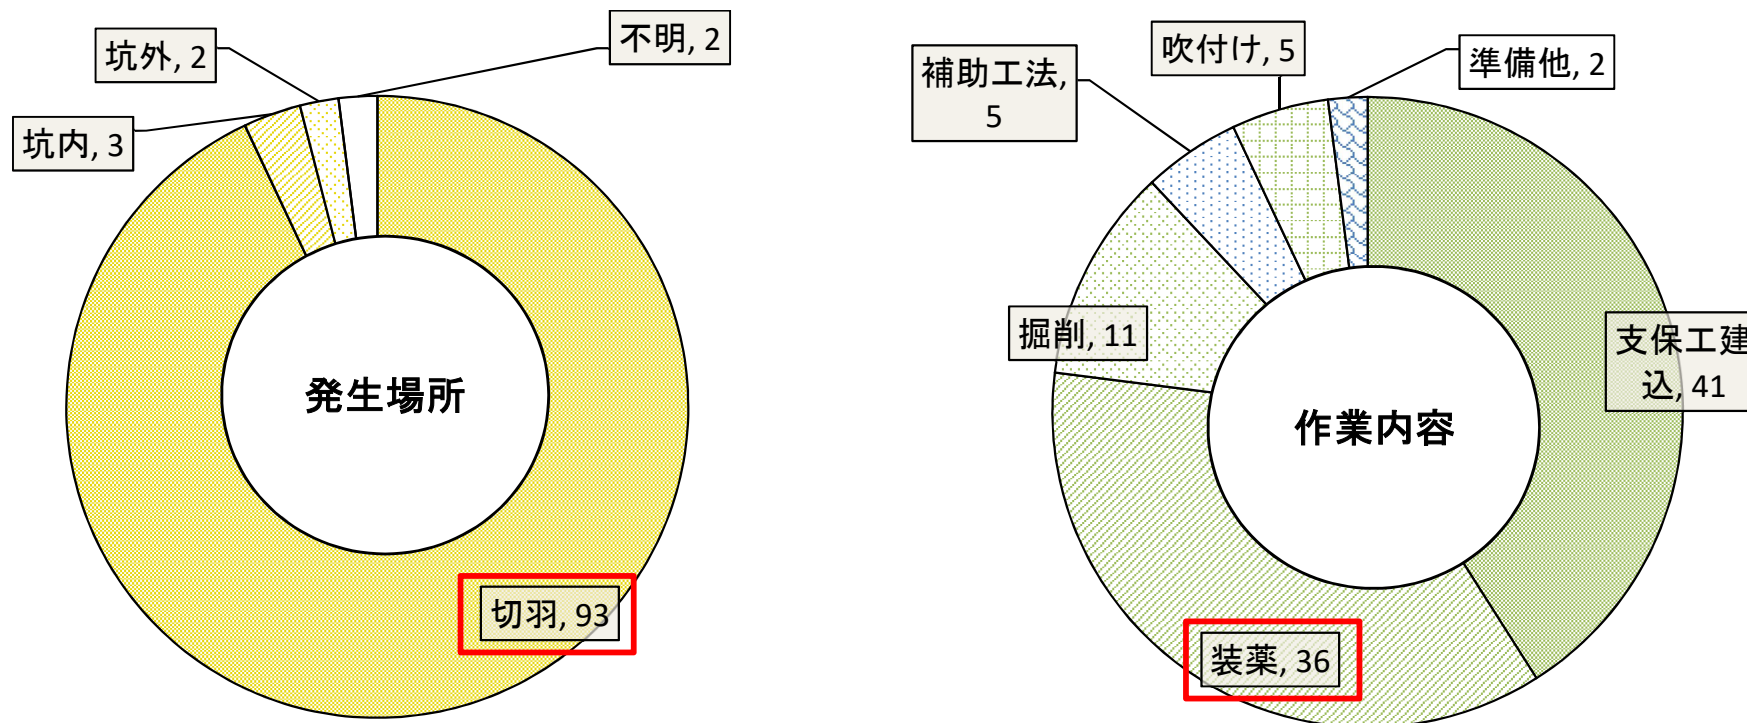 坑外, 2
不明, 2
坑内, 3
発生場所
切羽, 93
吹付け, 5
準備他, 2
補助工法,
5
掘削, 11
支保工建
込, 41
作業内容
装薬, 36